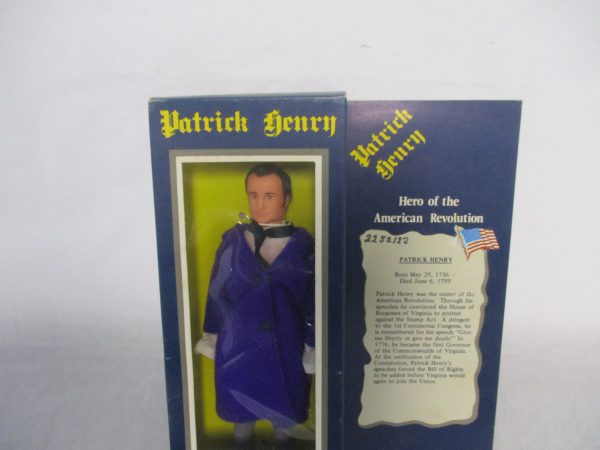 Patrick Henry
Patrick
Henry
Hero of the
American Revolution
PATRICK HENRY
Born May 29, 1736 –
Died June 6, 1799
Patrick Henry was the orator of the
American Revolution. Through his
speeches he convinced the House of
Burgesses of Virginia to protest
against the Stamp Act. A delegate
to the 1st Continental Congress, he
is remembered for his speech "Give
me liberty or give me death!" In
1776, he became the first Governor
of the Commonwealth of Virginia.
At the ratification of the
Constitution, Patrick Henry's
speeches forced the Bill of Rights
to be added before Virginia would
agree to join the Union.